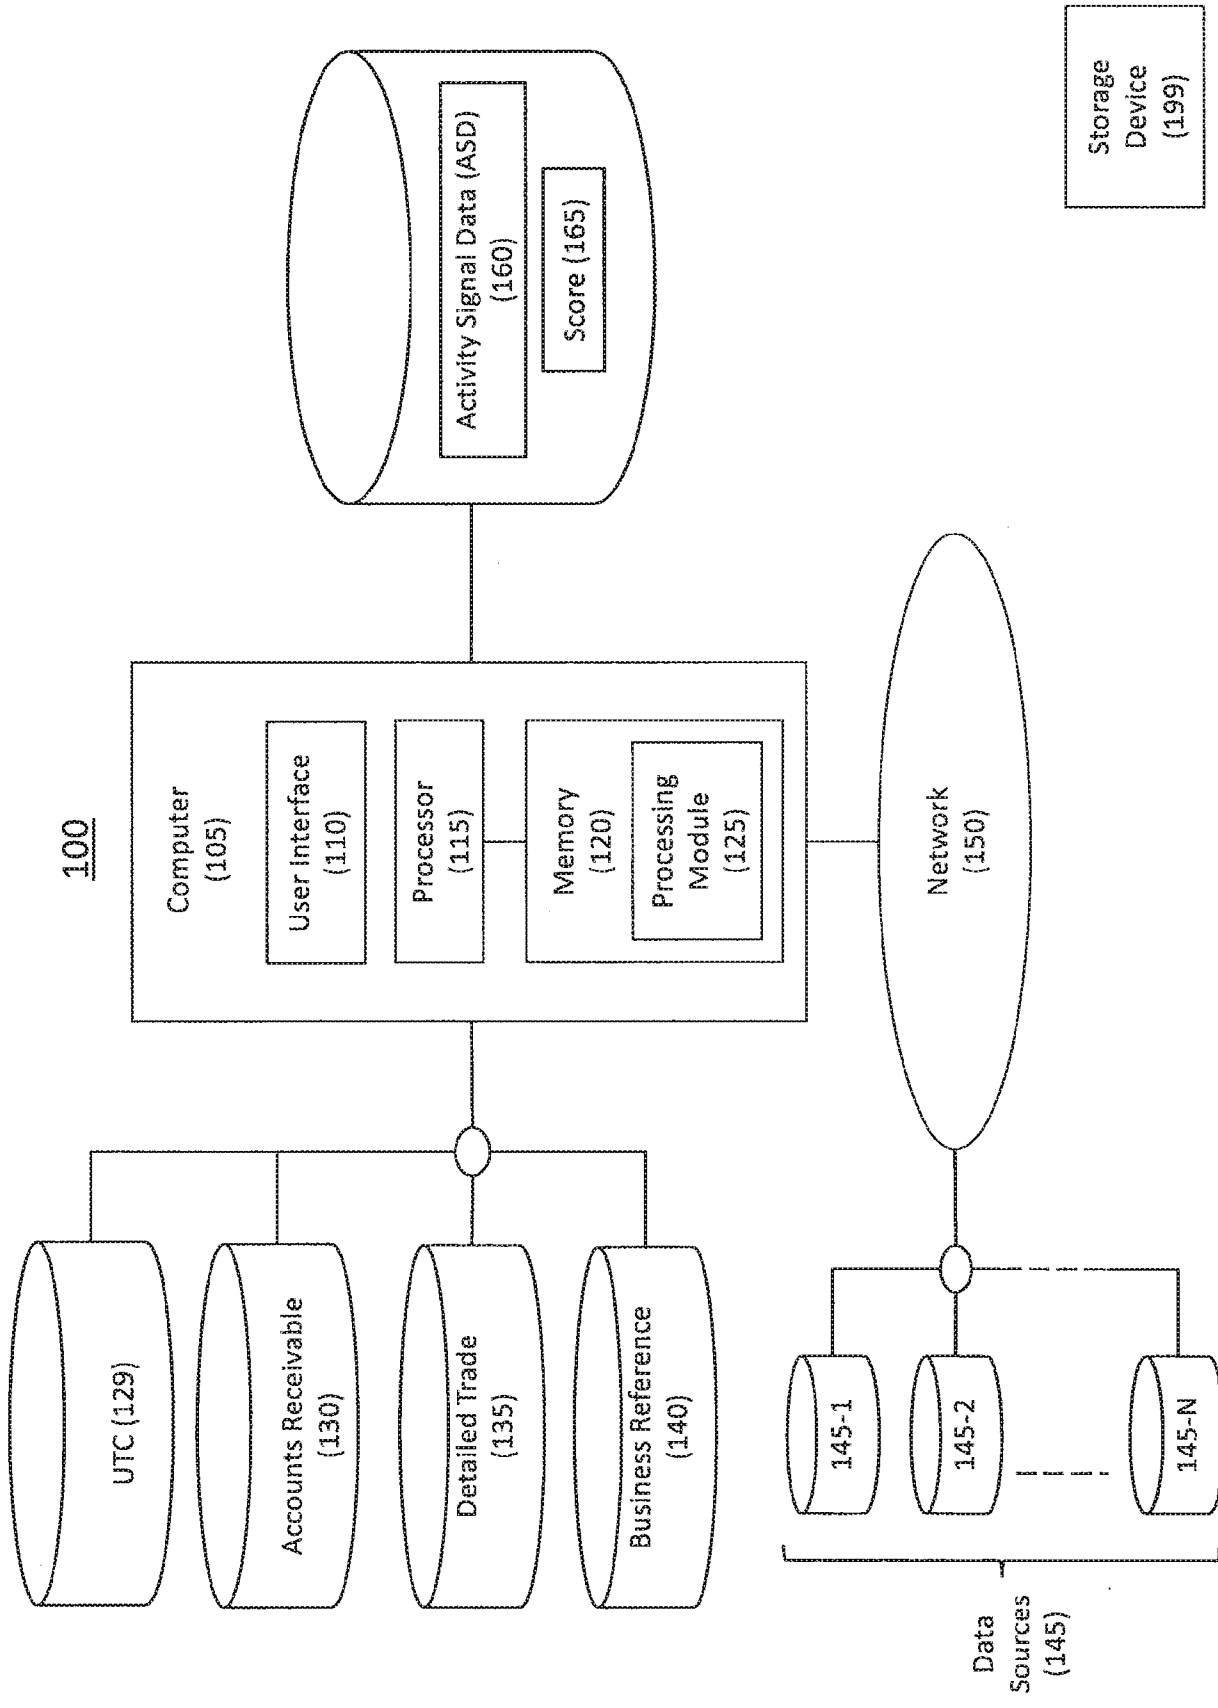 100
UTC (129)
Accounts Receivable
(130)
Detailed Trade
(135)
Business Reference
(140)
Computer
(105)
User Interface
(110)
Processor
(115)
Memory
(120)
Processing
Module
(125)
Activity Signal Data (ASD)
(160)
Score (165)
Data
Sources
(145)
145-1
145-2
145-N
Network
(150)
Storage
Device
(199)